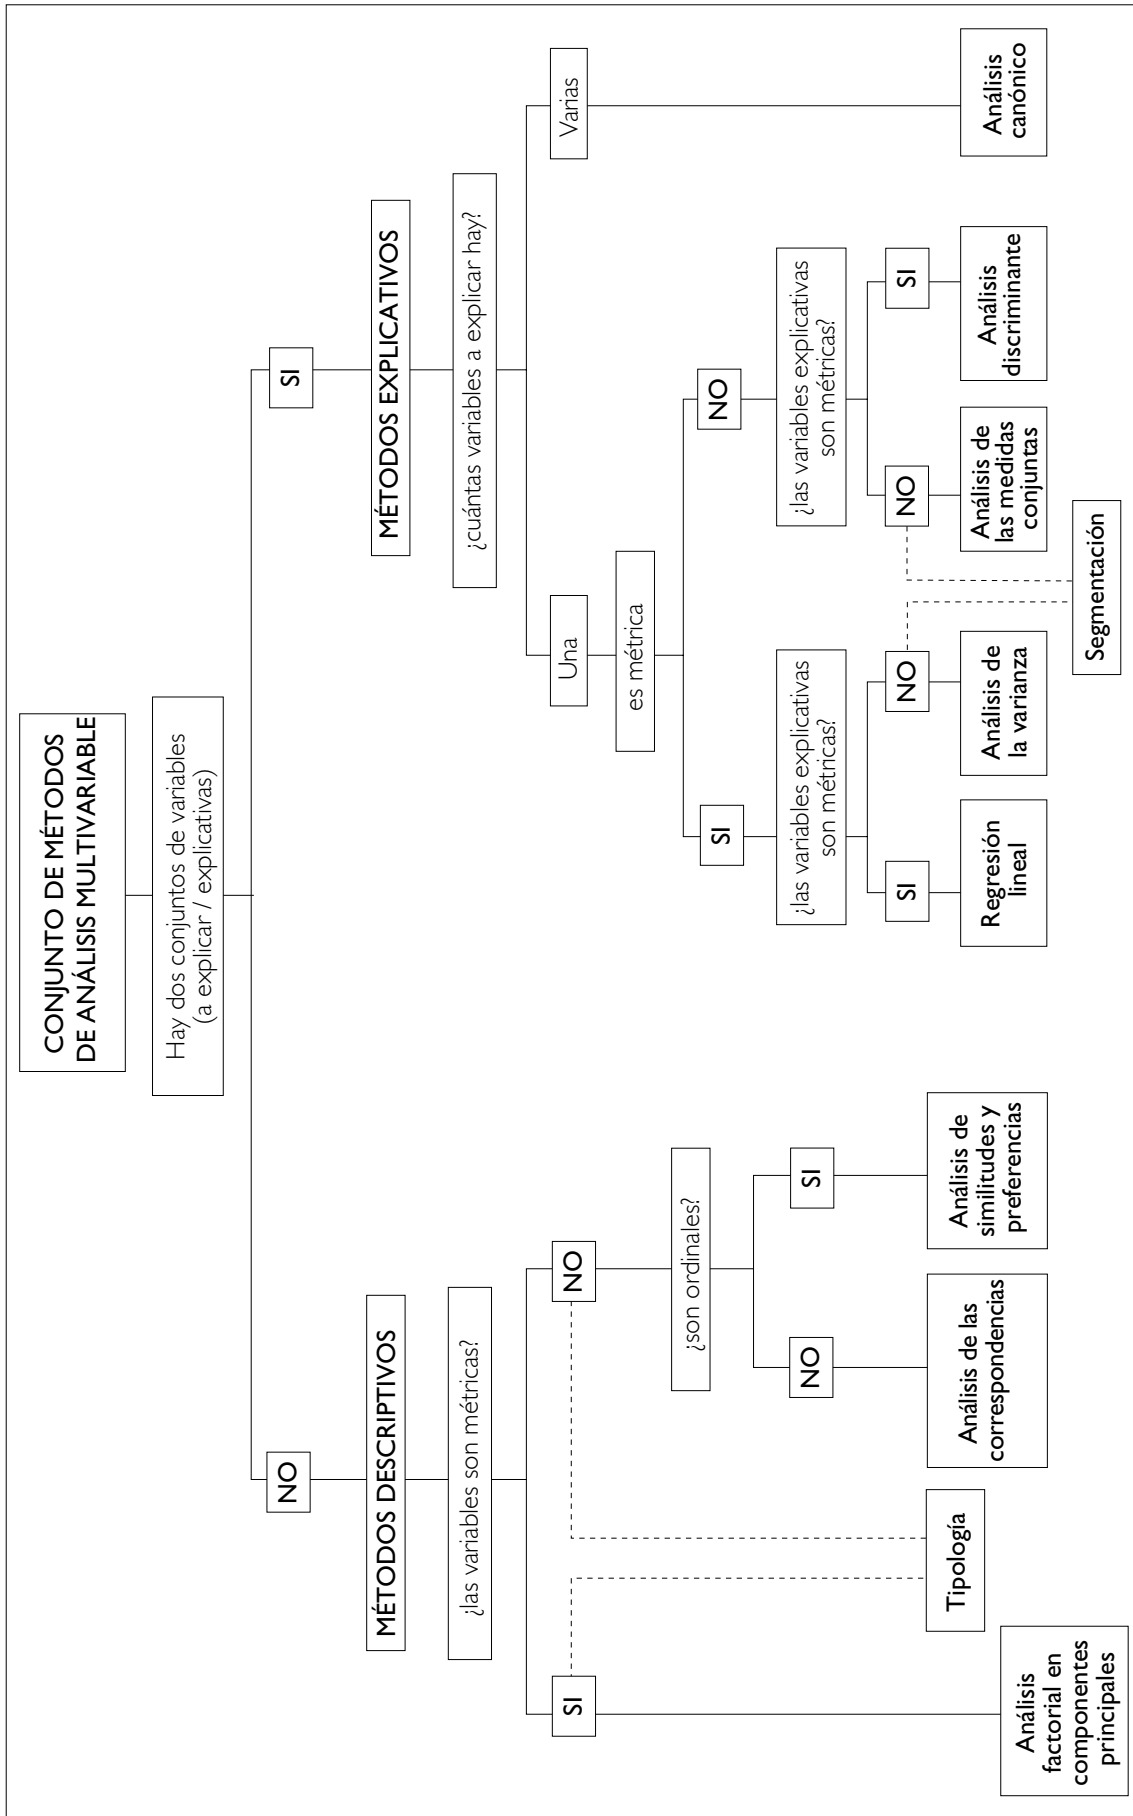 CONJUNTO DE MÉTODOS
DE ANÁLISIS MULTIVARIABLE
Hay dos conjuntos de variables
(a explicar / explicativas)
NO
SI
MÉTODOS DESCRIPTIVOS
MÉTODOS EXPLICATIVOS
¿las variables son métricas?
¿cuántas variables a explicar hay?
SI
NO
Una
Varias
¿son ordinales?
es métrica
NO
SI
SI
NO
¿las variables explicativas
son métricas?
¿las variables explicativas
son métricas?
SI
NO
NO
SI
Análisis
factorial en
componentes
principales
Tipología
Análisis de las
correspondencias
Análisis de
similitudes y
preferencias
Regresión
lineal
Análisis de
la varianza
Análisis de
las medidas
conjuntas
Análisis
discriminante
Análisis
canónico
Segmentación